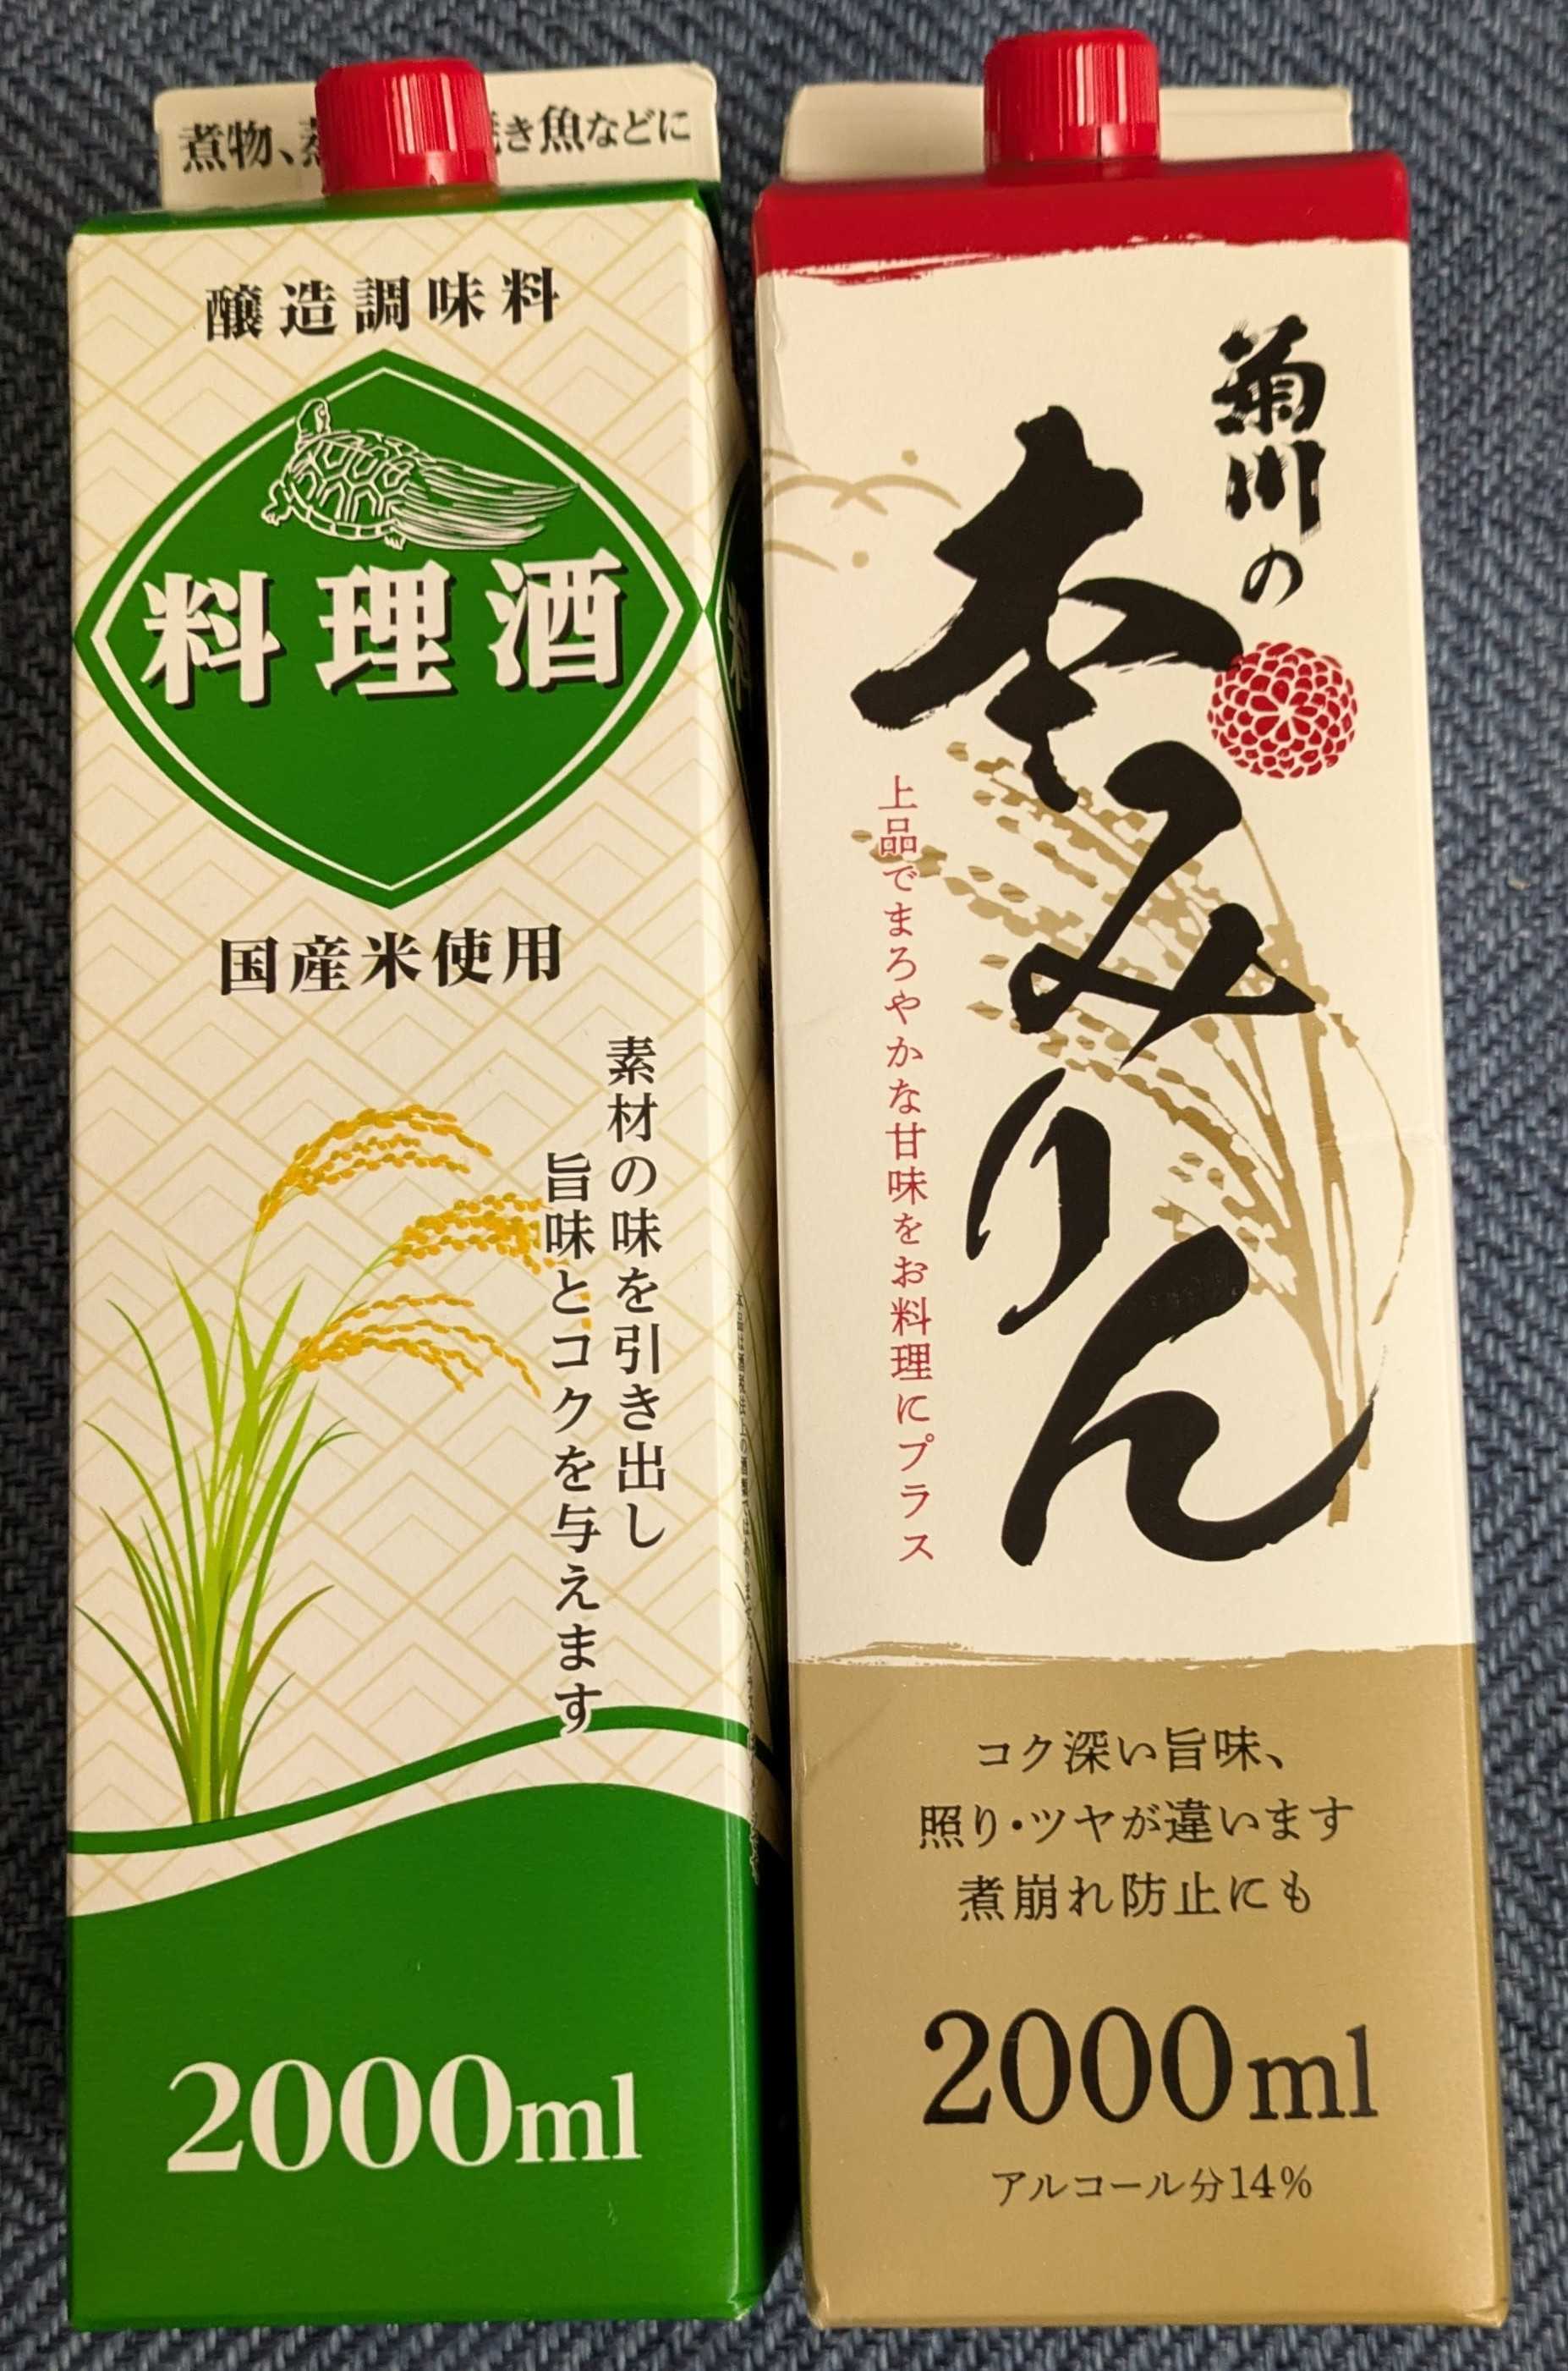 煮物、
き魚などに
醸造調味料
料理酒
国産米使用
素材の味を引き出し
旨味とコクを与えます
2000ml
菊川の
本みりん
上品でまろやかな甘味をお料理にプラス
コク深い旨味、
照り・ツヤが違います
煮崩れ防止にも
2000ml
アルコール分14%